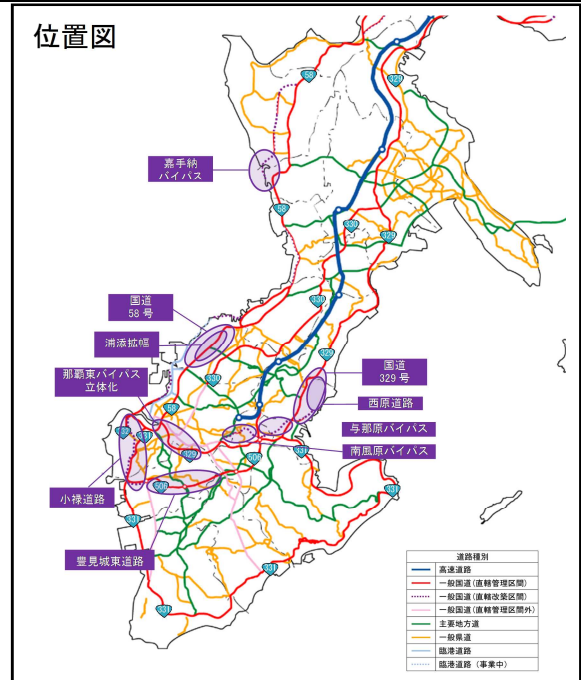 位置図
58
329
嘉手納
バイパス
58
330
329
国道
58号
330
浦添拡幅
329
国道
329号
那覇東バイパス
立体化
330
西原道路
58
与那原バイパス
331
329
331
南風原バイパス
506
小禄道路
506
331
331
豊見城東道路
331
331
道路種別
高速道路
一般国道(直轄管理区間)
一般国道(直轄改築区間)
一般国道(直轄管理区間外)
主要地方道
一般県道
臨港道路
臨港道路(事業中)